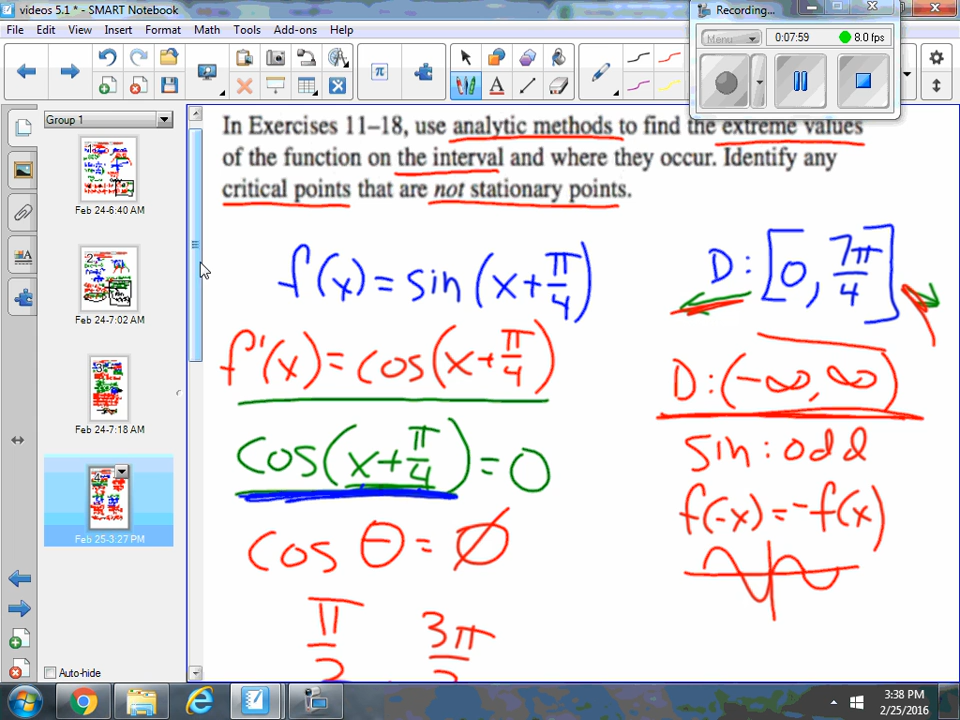 videos 5.1 * - SMART Notebook
Recording...
File Edit View Insert Format Math Tools Add-ons Help
Menu
0:07:59
8.0 fps
Group 1
Feb 24-6:40 AM
Feb 24-7:02 AM
Feb 24-7:18 AM
Feb 25-3:27 PM
Auto-hide
In Exercises 11–18, use analytic methods to find the extreme values
of the function on the interval and where they occur. Identify any
critical points that are not stationary points.
f(x) = sin(x+π/4)
D: [0, 7π/4]
f'(x) = cos(x+π/4)
D: (-∞, ∞)
cos(x+π/4) = 0
sin: odd
f(-x) = -f(x)
cos θ = Ø
π/2 3π/2
3:38 PM
2/25/2016